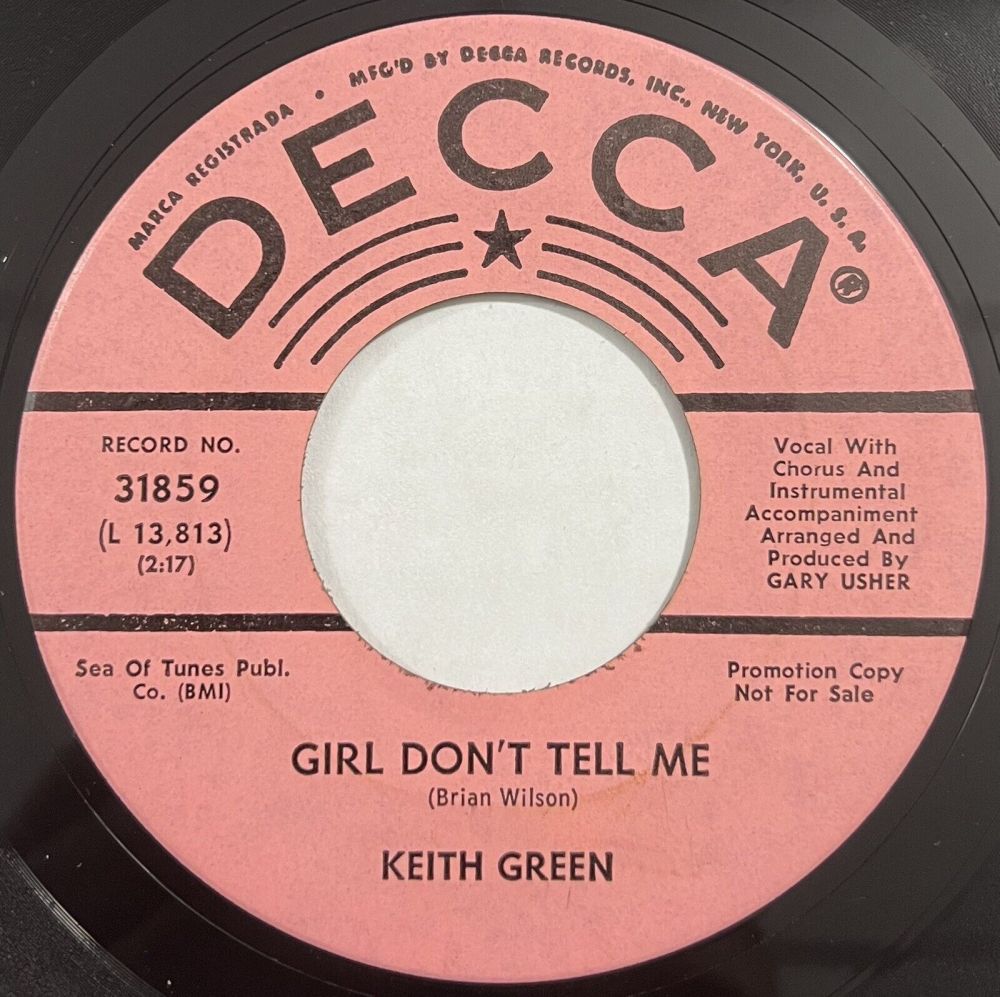 MARCA REGISTRADA • MFG'D BY DECCA RECORDS, INC., NEW YORK, U. S. A.
DECCA®
RECORD NO.
31859
(L 13,813)
(2:17)
Vocal With
Chorus And
Instrumental
Accompaniment
Arranged And
Produced By
GARY USHER
Sea Of Tunes Publ.
Co. (BMI)
Promotion Copy
Not For Sale
GIRL DON'T TELL ME
(Brian Wilson)
KEITH GREEN